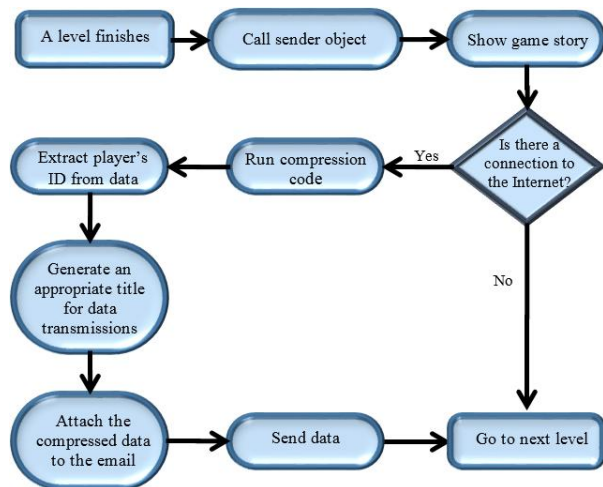 A level finishes
Call sender object
Show game story
Is there a
connection to
the Internet?
Yes
Run compression
code
Extract player's
ID from data
Generate an
appropriate title
for data
transmissions
No
Attach the
compressed data
to the email
Send data
Go to next level